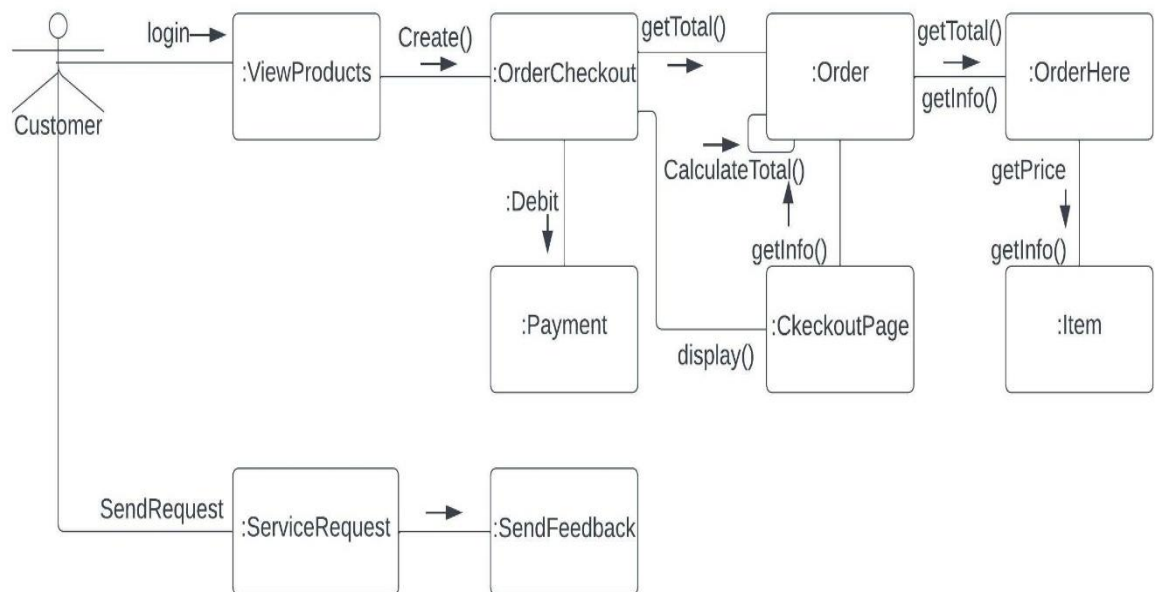 login
Create()
getTotal()
getTotal()
:ViewProducts
:OrderCheckout
:Order
:OrderHere
getInfo()
Customer
CalculateTotal()
getPrice
:Debit
getInfo()
getInfo()
:Payment
:CkeckoutPage
:Item
display()
SendRequest
:ServiceRequest
:SendFeedback